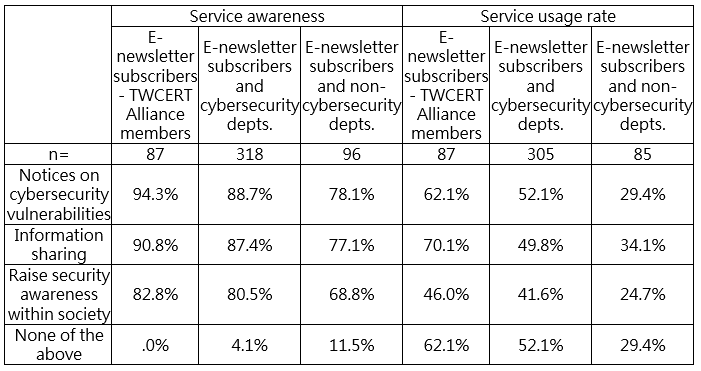 Service awareness Service usage rate
E-newsletter subscribers - TWCERT Alliance members E-newsletter subscribers and cybersecurity depts. E-newsletter subscribers and non-cybersecurity depts. E-newsletter subscribers - TWCERT Alliance members E-newsletter subscribers and cybersecurity depts. E-newsletter subscribers and non-cybersecurity depts.
n= 87 318 96 87 305 85
Notices on cybersecurity vulnerabilities 94.3% 88.7% 78.1% 62.1% 52.1% 29.4%
Information sharing 90.8% 87.4% 77.1% 70.1% 49.8% 34.1%
Raise security awareness within society 82.8% 80.5% 68.8% 46.0% 41.6% 24.7%
None of the above .0% 4.1% 11.5% 62.1% 52.1% 29.4%